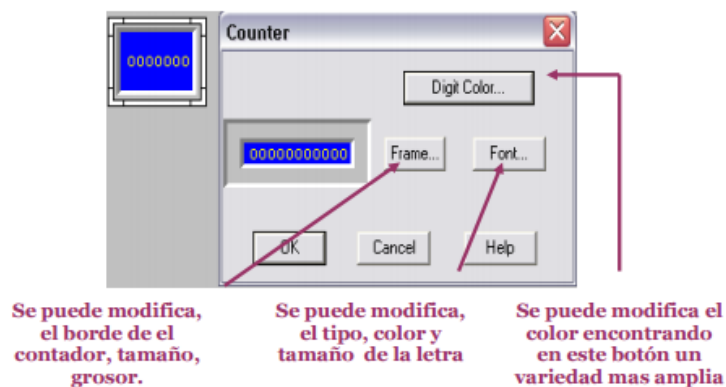 Counter
0000000
Digit Color...
00000000000
Frame...
Font...
OK
Cancel
Help
Se puede modifica,
el borde de el
contador, tamaño,
grosor.
Se puede modifica,
el tipo, color y
tamaño de la letra
Se puede modifica el
color encontrando
en este botón un
variedad mas amplia